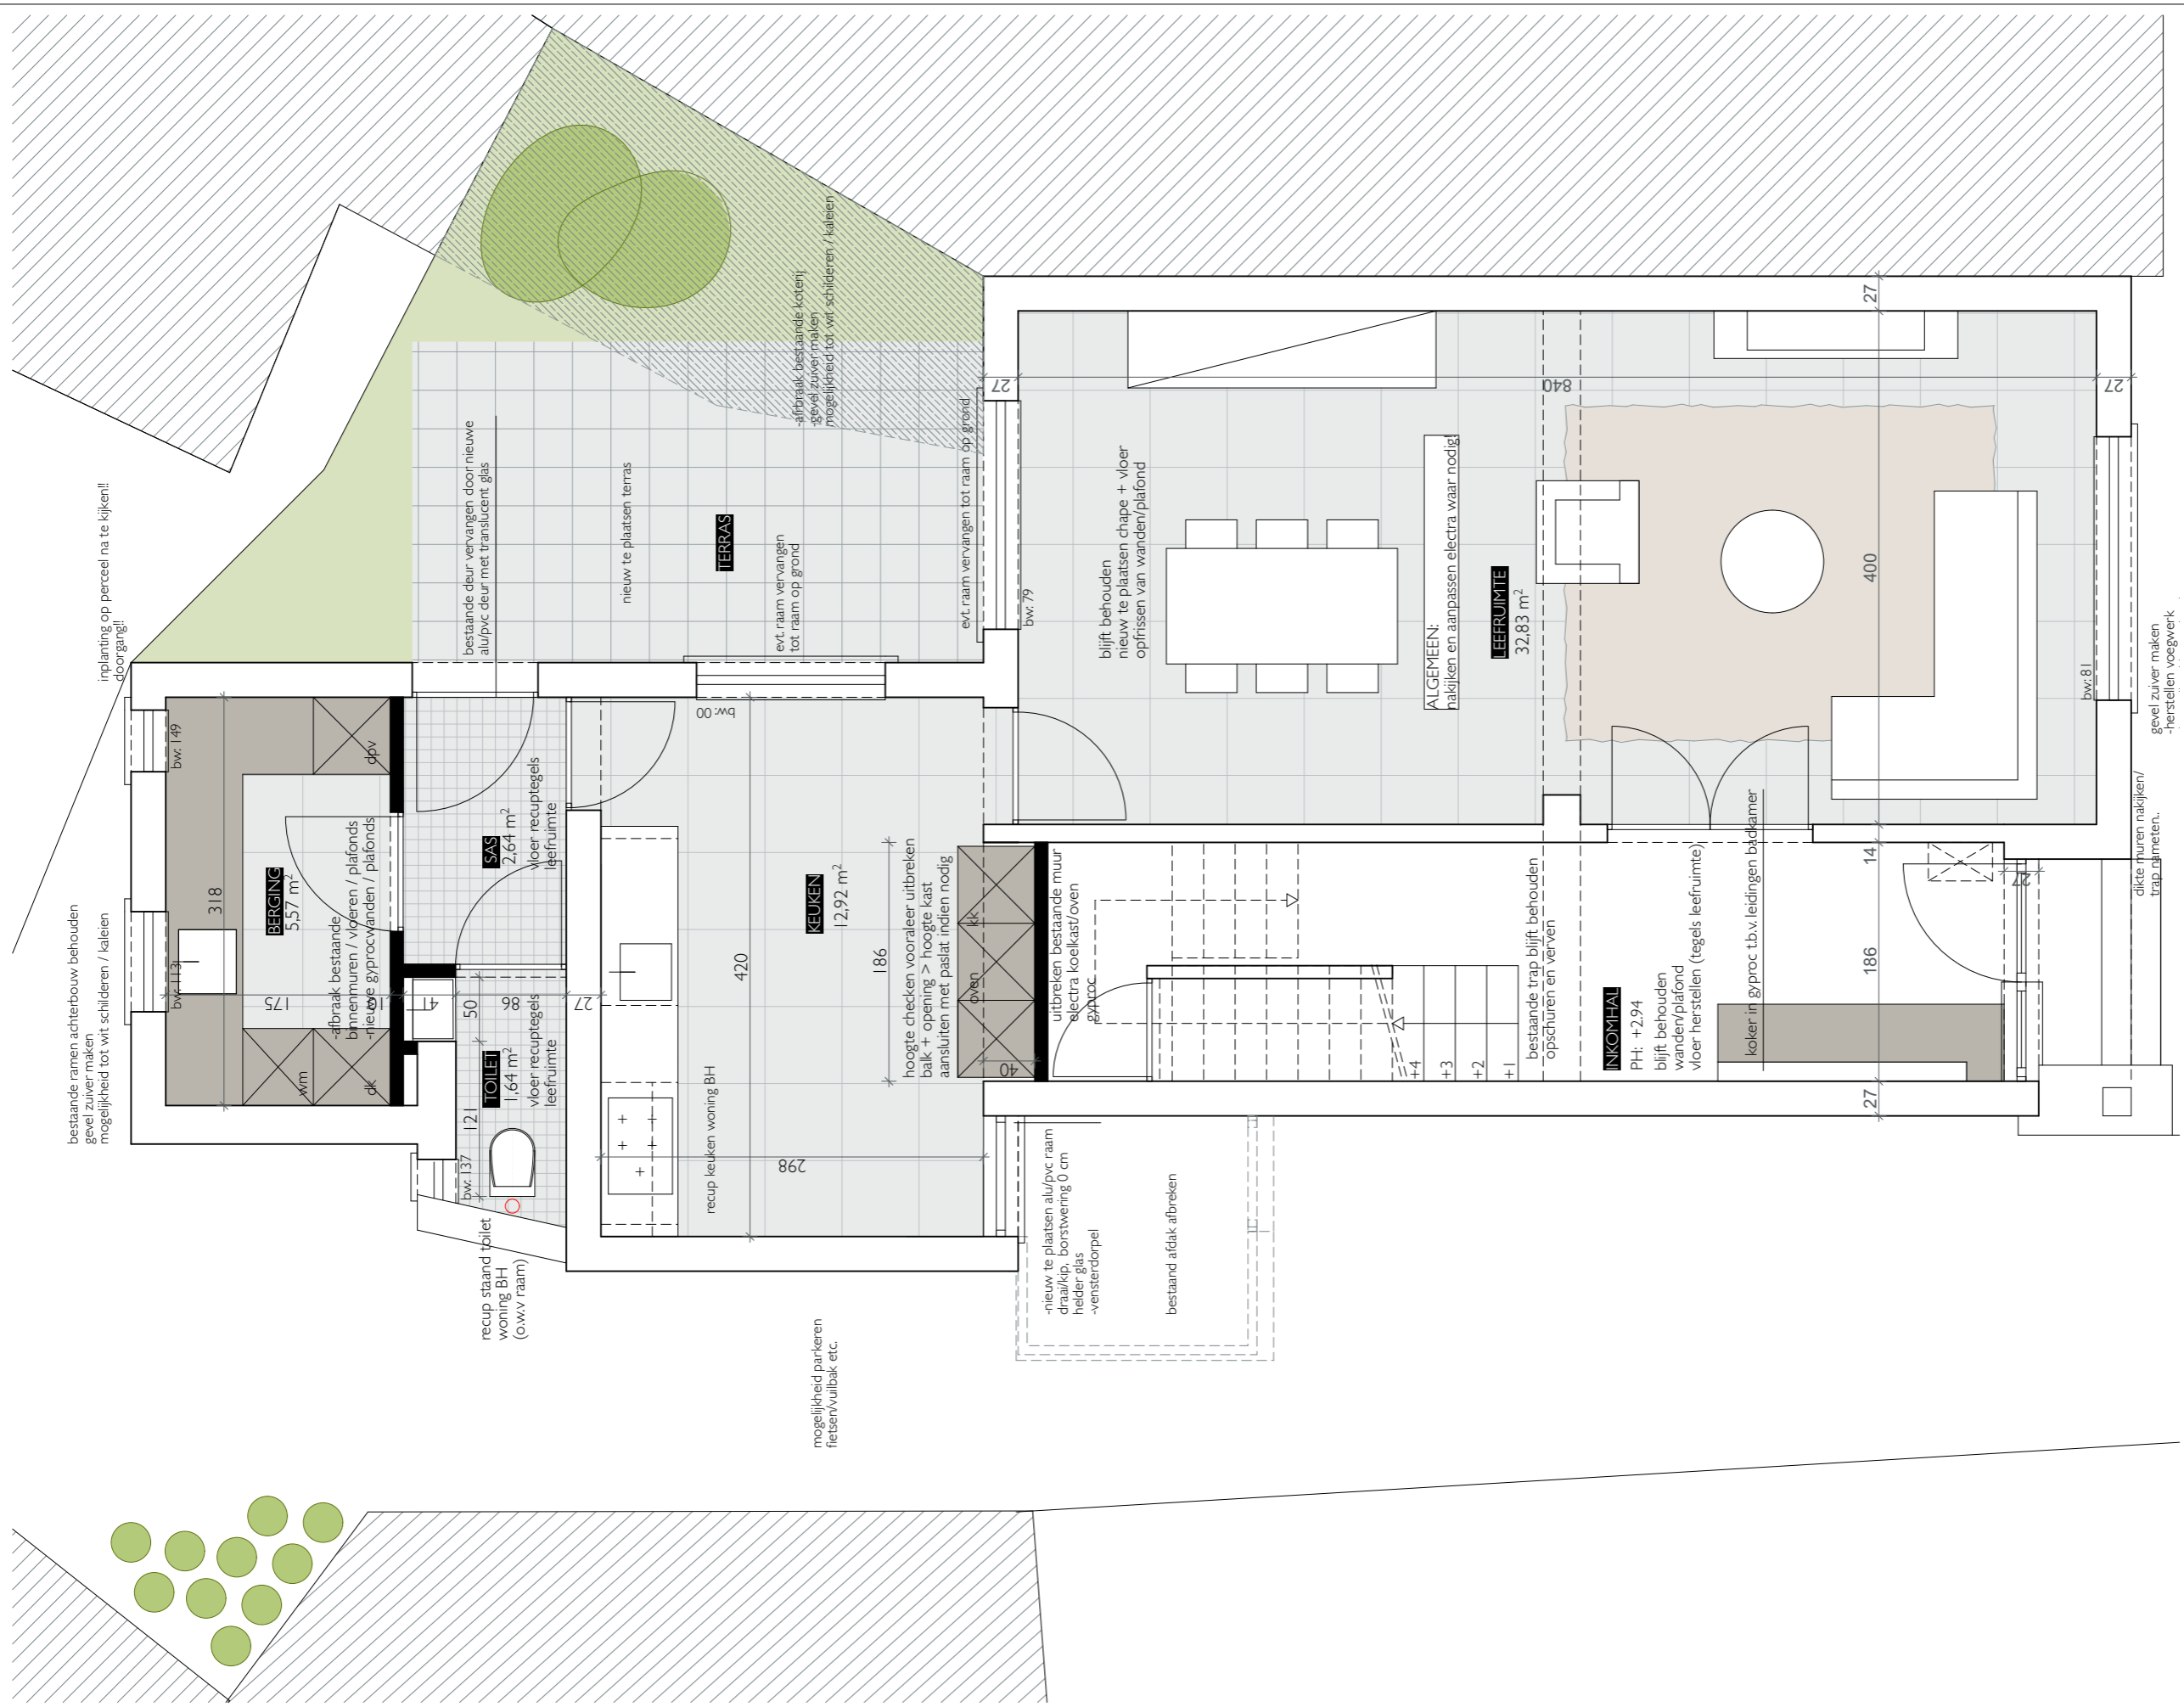 inplanting op perceel na te kijken!!
doorgang!!
bestaande ramen achterbouw behouden
gevel zuiver maken
mogelijkheid tot wit schilderen / kaleien
bw: 149
bw: 131
318
175
BERGING
5,57 m²
-afbraak bestaande
binnenmuren / vloeren / plafonds
-nieuwe gyprocwanden / plafonds
10
wm
dk
dpv
bestaande deur vervangen door nieuwe
alu/pvc deur met translucent glas
nieuw te plaatsen terras
TERRAS
evt. raam vervangen
tot raam op grond
-afrbraak bestaande koterij
-gevel zuiver maken
mogelijkheid tot wit schilderen / kaleien
evt. raam vervangen tot raam op grond
SAS
2,64 m²
vloer recuptegels
leefruimte
41
50
86
27
TOILET
1,64 m²
vloer recuptegels
leefruimte
121
bw: 137
recup staand toilet
woning BH
(o.w.v raam)
bw: 00
420
KEUKEN
12,92 m²
186
298
recup keuken woning BH
hoogte checken vooraleer uitbreken
balk + opening > hoogte kast
aansluiten met paslat indien nodig
oven
kk
40
uitbreken bestaande muur
electra koelkast/oven
gyproc
mogelijkheid parkeren
fietsen/vuilbak etc.
-nieuw te plaatsen alu/pvc raam
draai/kip, borstwering 0 cm
helder glas
-vensterdorpel
bestaand afdak afbreken
27
840
27
27
bw: 79
blijft behouden
nieuw te plaatsen chape + vloer
opfrissen van wanden/plafond
ALGEMEEN:
nakijken en aanpassen electra waar nodig!
LEEFRUIMTE
32,83 m²
400
14
186
27
27
+4
+3
+2
+1
bestaande trap blijft behouden
opschuren en verven
INKOMHAL
PH: +2.94
blijft behouden
wanden/plafond
vloer herstellen (tegels leefruimte)
koker in gyproc t.b.v. leidingen badkamer
bw: 81
dikte muren nakijken/
trap nameten..
gevel zuiver maken
-herstellen voegwerk